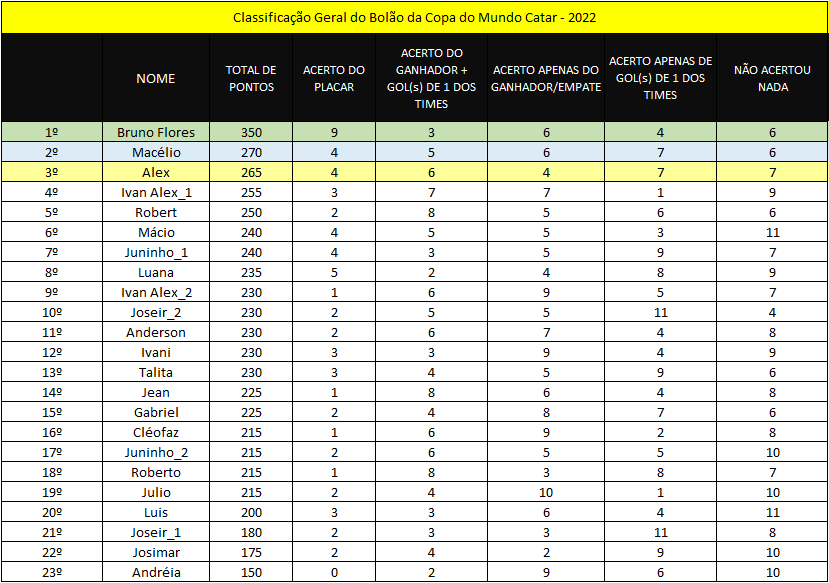 Classificação Geral do Bolão da Copa do Mundo Catar - 2022
NOME TOTAL DE PONTOS ACERTO DO PLACAR ACERTO DO GANHADOR + GOL(s) DE 1 DOS TIMES ACERTO APENAS DO GANHADOR/EMPATE ACERTO APENAS DE GOL(s) DE 1 DOS TIMES NÃO ACERTOU NADA
1º Bruno Flores 350 9 3 6 4 6
2º Macélio 270 4 5 6 7 6
3º Alex 265 4 6 4 7 7
4º Ivan Alex_1 255 3 7 7 1 9
5º Robert 250 2 8 5 6 6
6º Mácio 240 4 5 5 3 11
7º Juninho_1 240 4 3 5 9 7
8º Luana 235 5 2 4 8 9
9º Ivan Alex_2 230 1 6 9 5 7
10º Joseir_2 230 2 5 5 11 4
11º Anderson 230 2 6 7 4 8
12º Ivani 230 3 3 9 4 9
13º Talita 230 3 4 5 9 6
14º Jean 225 1 8 6 4 8
15º Gabriel 225 2 4 8 7 6
16º Cléofaz 215 1 6 9 2 8
17º Juninho_2 215 2 6 5 5 10
18º Roberto 215 1 8 3 8 7
19º Julio 215 2 4 10 1 10
20º Luis 200 3 3 6 4 11
21º Joseir_1 180 2 3 3 11 8
22º Josimar 175 2 4 2 9 10
23º Andréia 150 0 2 9 6 10